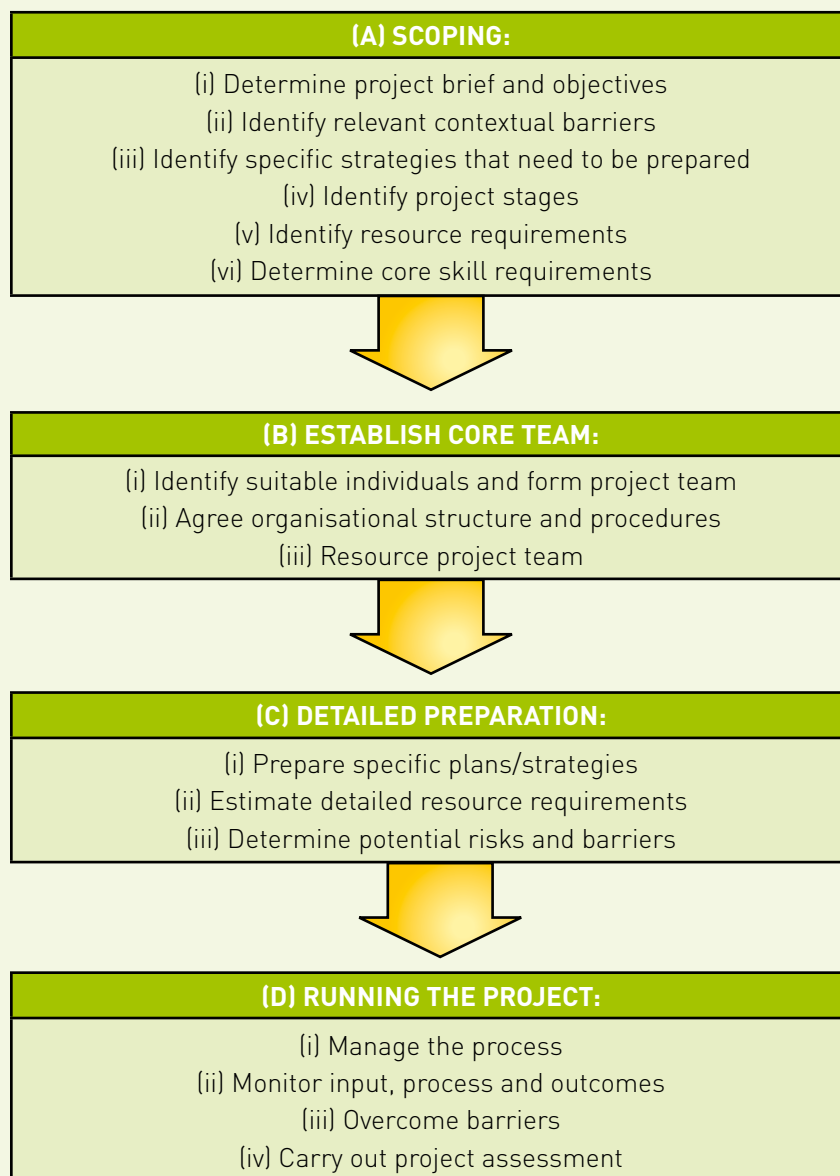 (A) SCOPING:
(i) Determine project brief and objectives
(ii) Identify relevant contextual barriers
(iii) Identify specific strategies that need to be prepared
(iv) Identify project stages
(v) Identify resource requirements
(vi) Determine core skill requirements
(B) ESTABLISH CORE TEAM:
(i) Identify suitable individuals and form project team
(ii) Agree organisational structure and procedures
(iii) Resource project team
(C) DETAILED PREPARATION:
(i) Prepare specific plans/strategies
(ii) Estimate detailed resource requirements
(iii) Determine potential risks and barriers
(D) RUNNING THE PROJECT:
(i) Manage the process
(ii) Monitor input, process and outcomes
(iii) Overcome barriers
(iv) Carry out project assessment